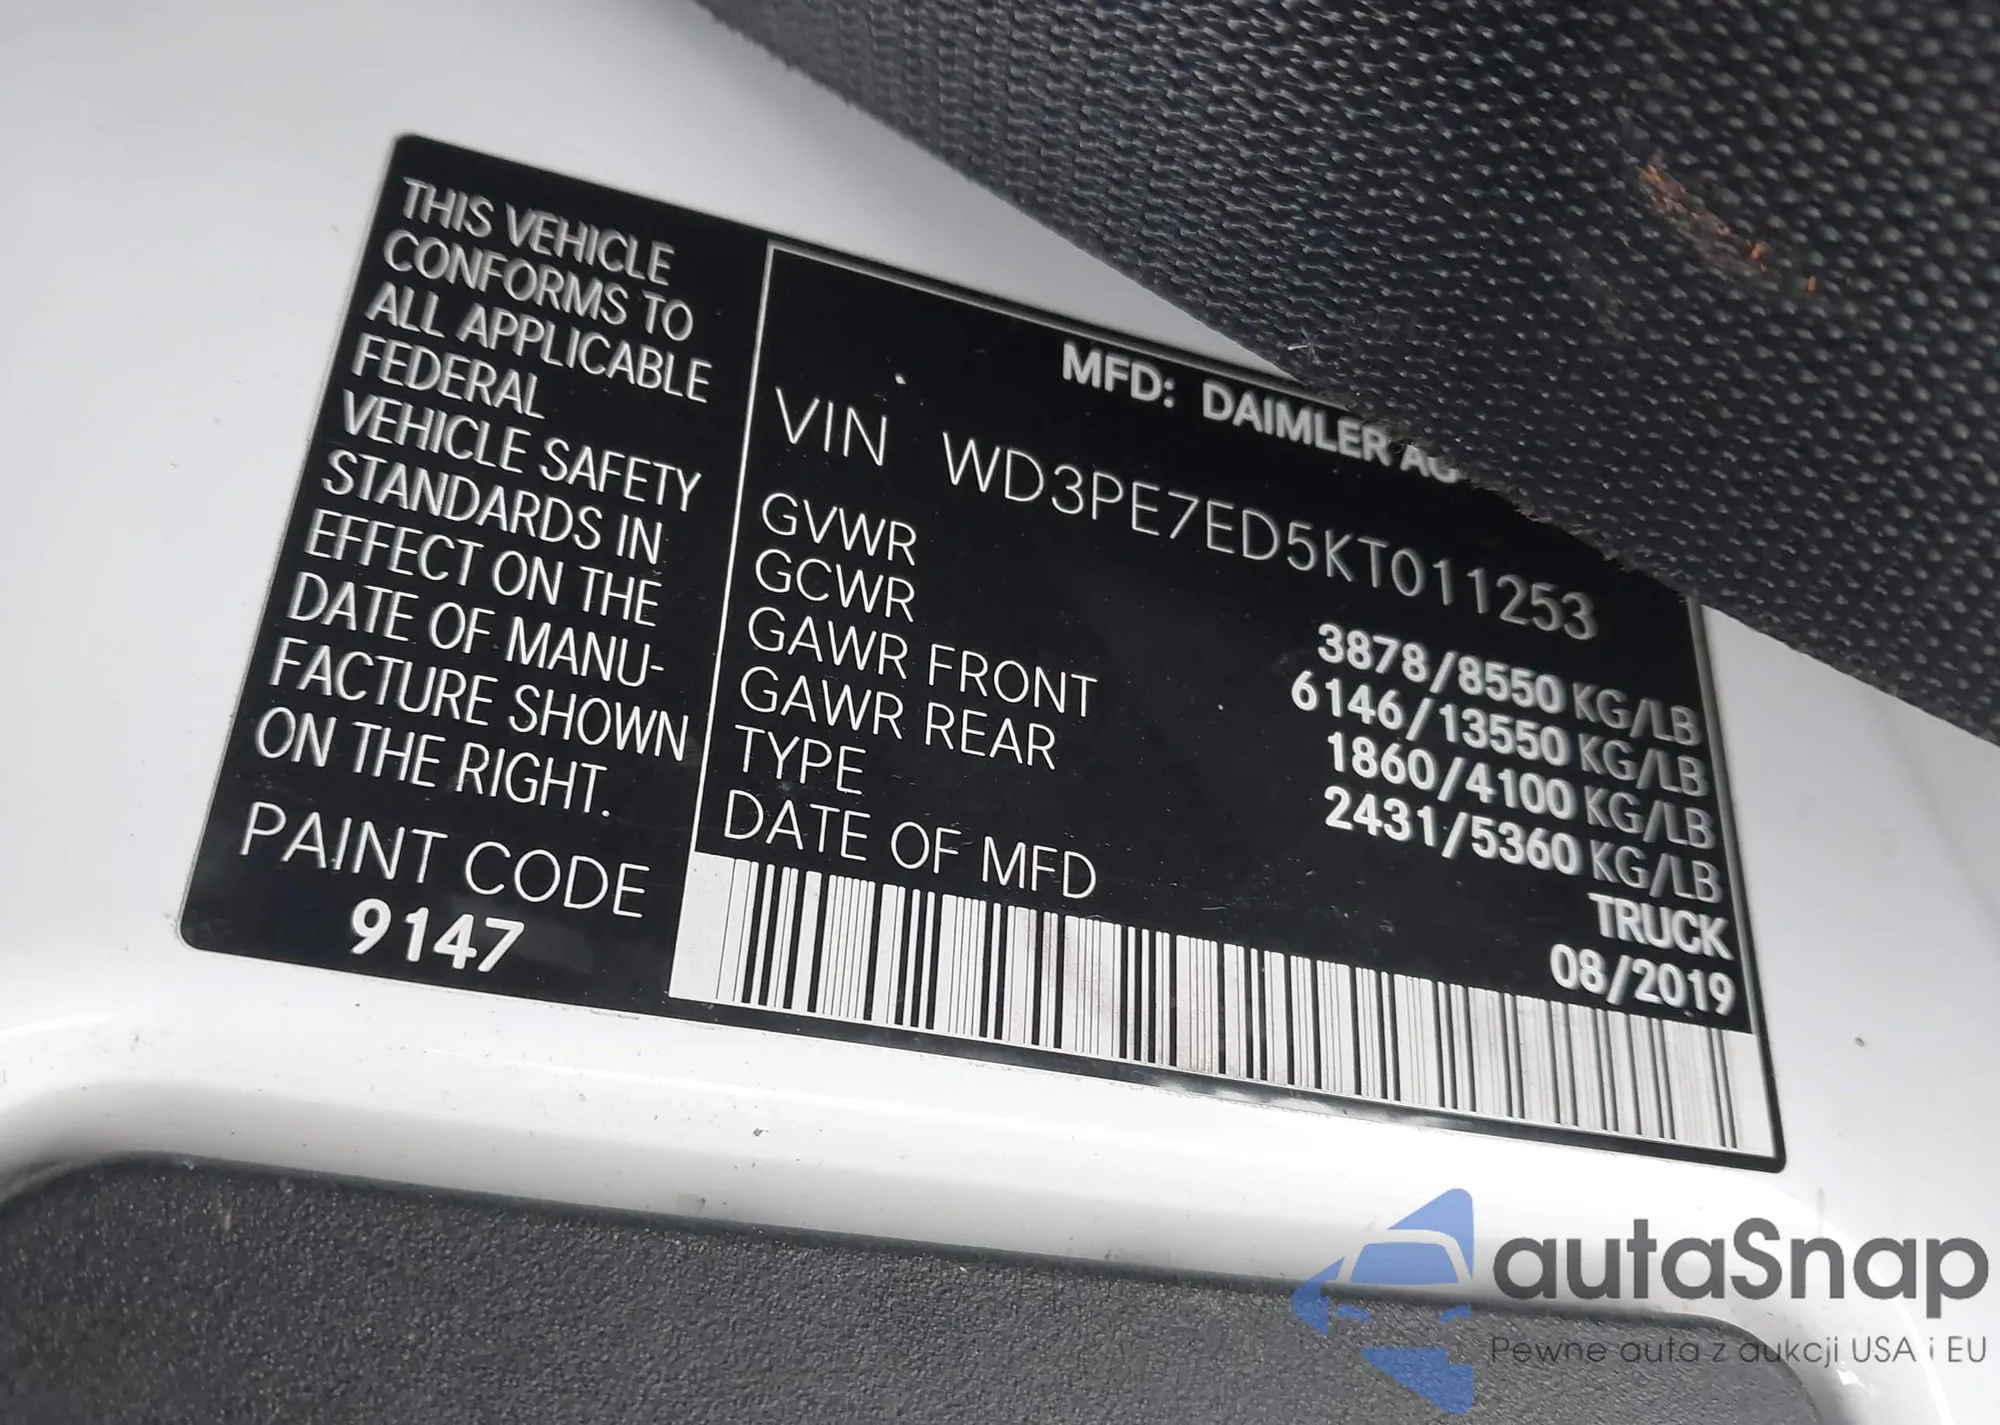 THIS VEHICLE
CONFORMS TO
ALL APPLICABLE
FEDERAL
VEHICLE SAFETY
STANDARDS IN
EFFECT ON THE
DATE OF MANU-
FACTURE SHOWN
ON THE RIGHT.
PAINT CODE
9147
MFD: DAIMLER AG
VIN WD3PE7ED5KT011253
GVWR 3878/8550 KG/LB
GCWR 6146/13550 KG/LB
GAWR FRONT 1860/4100 KG/LB
GAWR REAR 2431/5360 KG/LB
TYPE TRUCK
DATE OF MFD 08/2019
autaSnap
Pewne auta z aukcji USA i EU